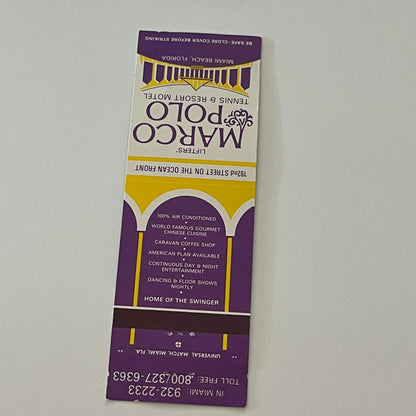 BE SAFE-CLOSE COVER BEFORE STRIKING
MIAMI BEACH, FLORIDA
TENNIS & RESORT MOTEL
POLO
MARCO
LIFTERS'
192nd STREET ON THE OCEAN FRONT
100% AIR CONDITIONED
•
WORLD FAMOUS GOURMET
CHINESE CUISINE
•
CARAVAN COFFEE SHOP
•
AMERICAN PLAN AVAILABLE
•
CONTINUOUS DAY & NIGHT
ENTERTAINMENT
•
DANCING & FLOOR SHOWS
NIGHTLY
•
HOME OF THE SWINGER
UNIVERSAL MATCH, MIAMI, FLA.
IN MIAMI: 932-2233
TOLL FREE: 800/327-6363